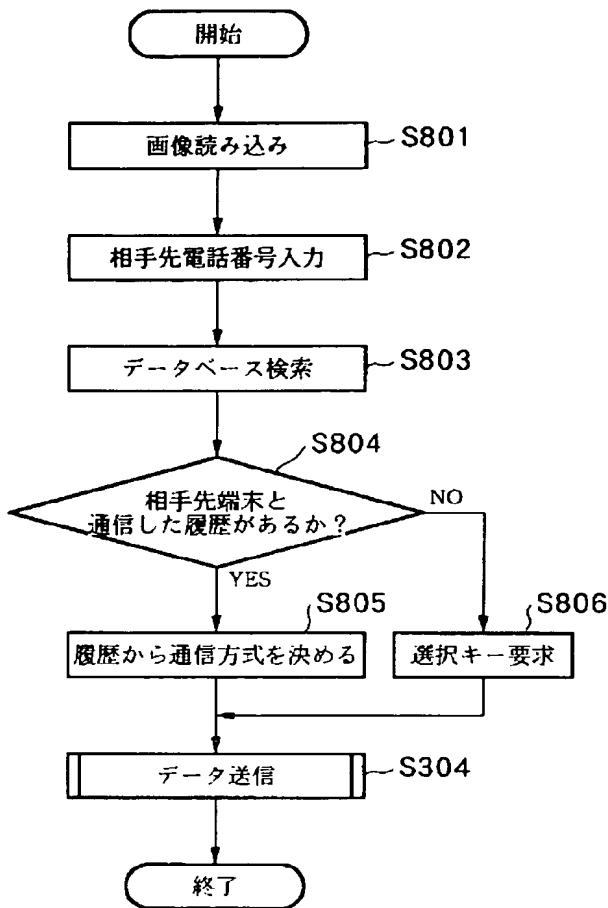 開始
画像読み込み
S801
相手先電話番号入力
S802
データベース検索
S803
S804
相手先端末と
通信した履歴があるか？
NO
YES
S805
履歴から通信方式を決める
S806
選択キー要求
データ送信
S304
終了